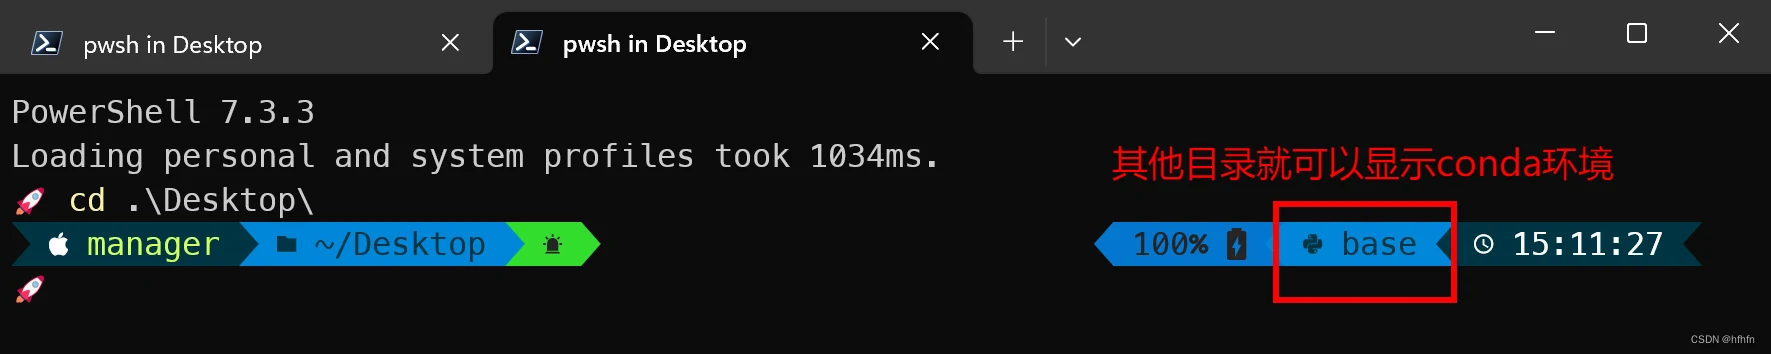 pwsh in Desktop
pwsh in Desktop
PowerShell 7.3.3
Loading personal and system profiles took 1034ms.
其他目录就可以显示conda环境
🚀 cd .\Desktop\
manager ~/Desktop 100% base 15:11:27
🚀
CSDN @hfhfn